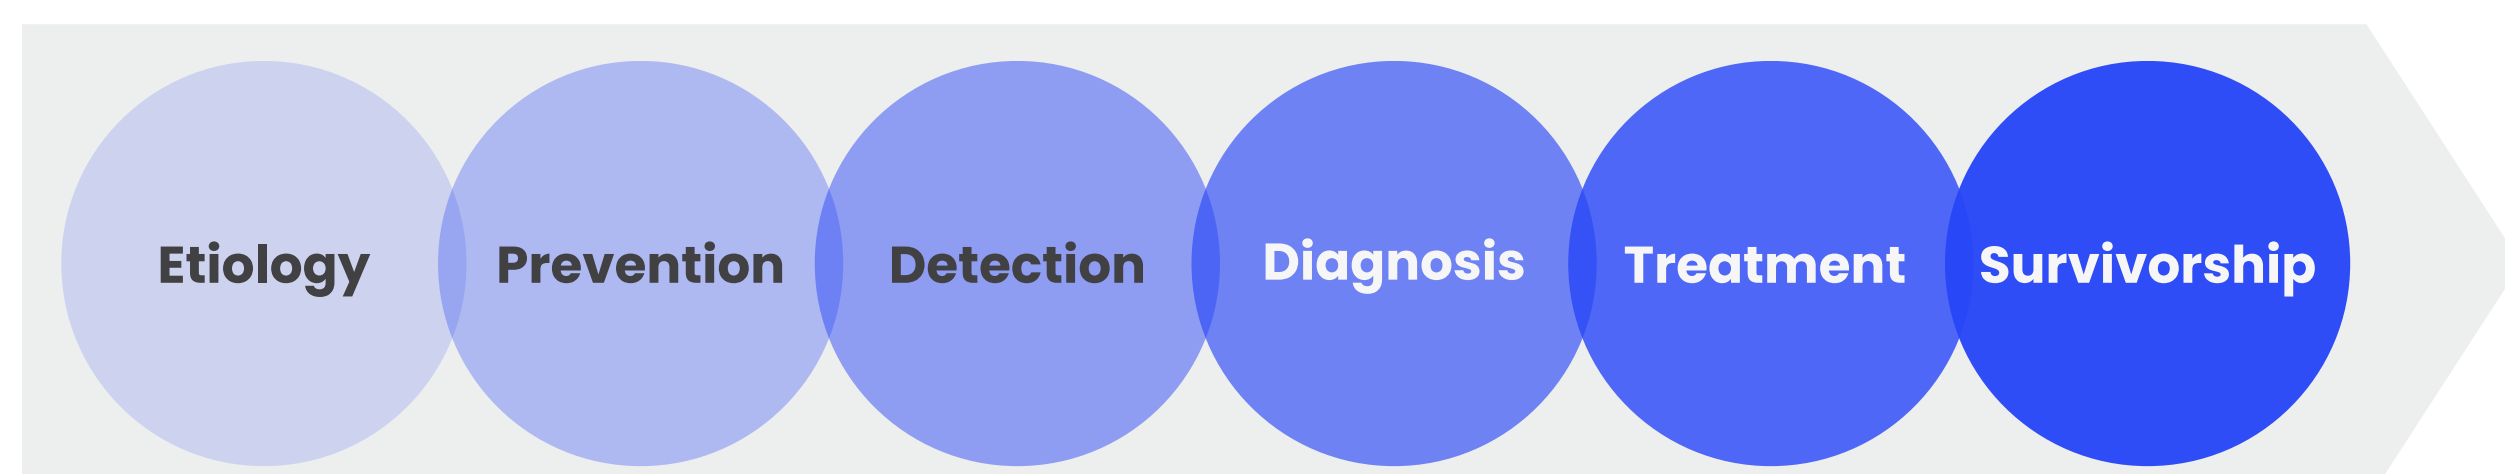 Etiology
Prevention
Detection
Diagnosis
Treatment
Survivorship